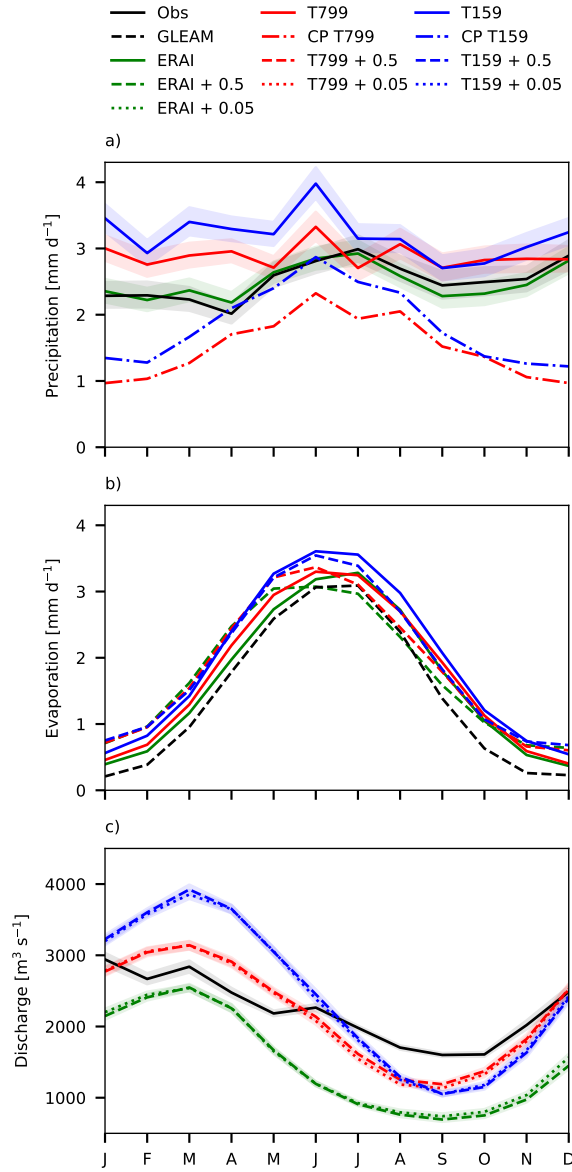 Obs T799 T159
GLEAM CP T799 CP T159
ERAI T799 + 0.5 T159 + 0.5
ERAI + 0.5 T799 + 0.05 T159 + 0.05
ERAI + 0.05
a)
4
3
2
1
0
Precipitation [mm d⁻¹]
b)
4
3
2
1
0
Evaporation [mm d⁻¹]
c)
4000
3000
2000
1000
Discharge [m³ s⁻¹]
J F M A M J J A S O N D